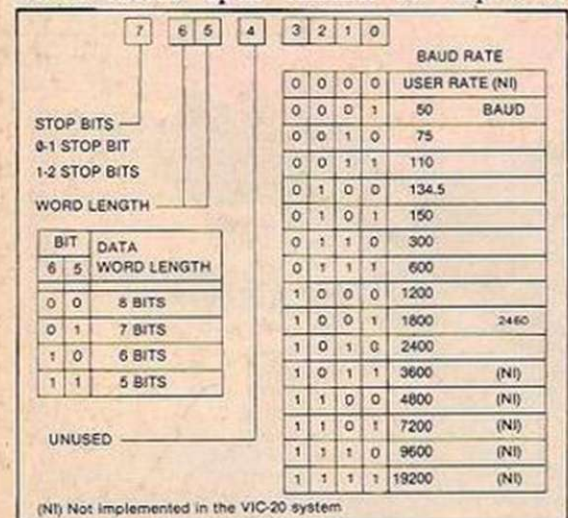 7 6 5 4 3 2 1 0
BAUD RATE
0 0 0 0 USER RATE (NI)
0 0 0 1 50 BAUD
0 0 1 0 75
0 0 1 1 110
0 1 0 0 134.5
0 1 0 1 150
0 1 1 0 300
0 1 1 1 600
1 0 0 0 1200
1 0 0 1 1800 2460
1 0 1 0 2400
1 0 1 1 3600 (NI)
1 1 0 0 4800 (NI)
1 1 0 1 7200 (NI)
1 1 1 0 9600 (NI)
1 1 1 1 19200 (NI)
STOP BITS
0-1 STOP BIT
1-2 STOP BITS
WORD LENGTH
BIT DATA
6 5 WORD LENGTH
0 0 8 BITS
0 1 7 BITS
1 0 6 BITS
1 1 5 BITS
UNUSED
(NI) Not implemented in the VIC-20 system